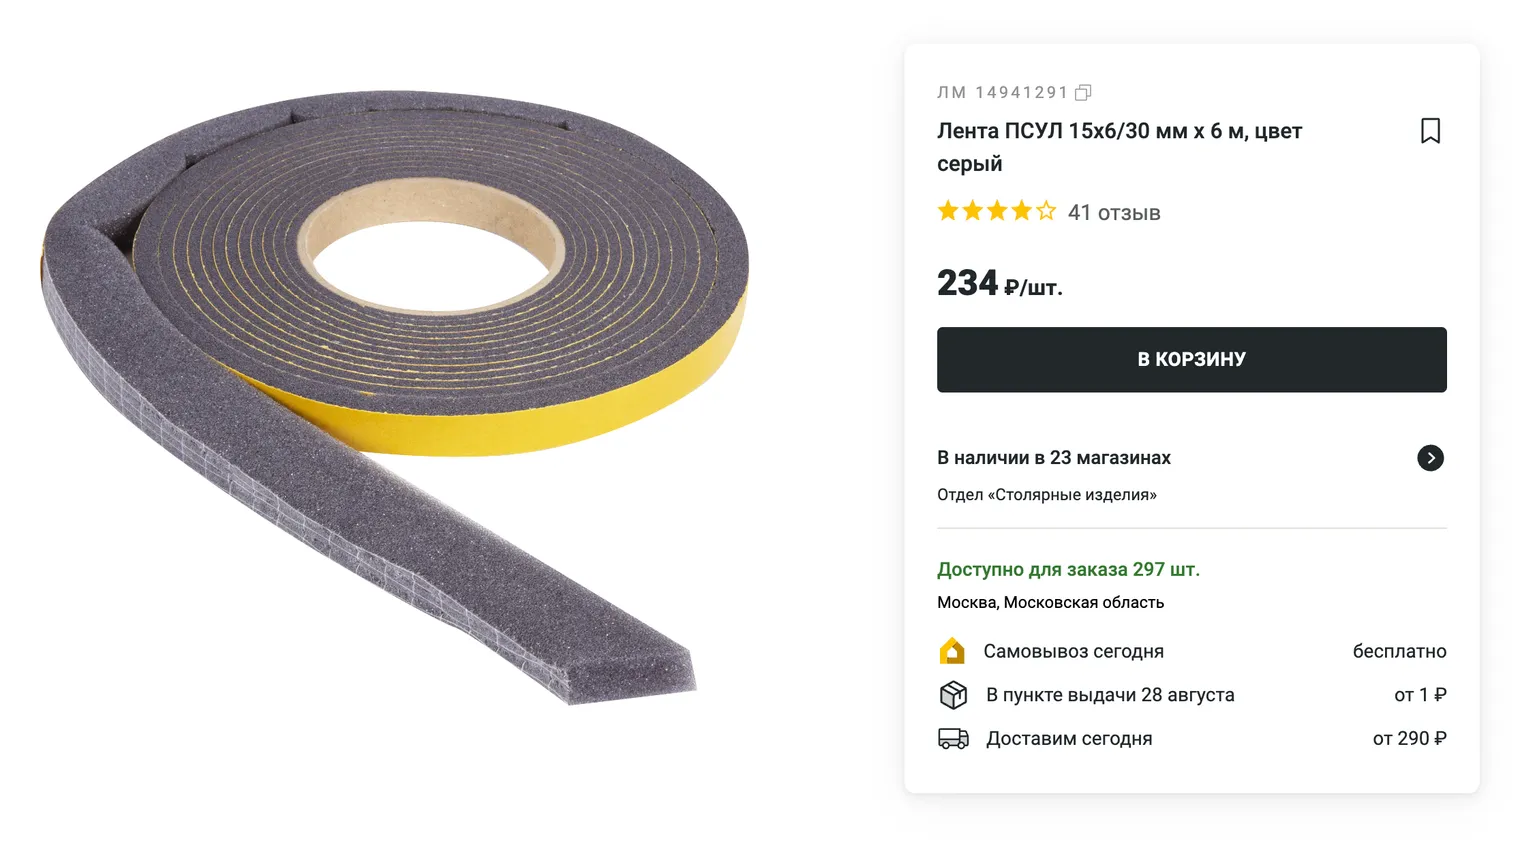 ЛМ 14941291
Лента ПСУЛ 15х6/30 мм х 6 м, цвет
серый
41 отзыв
234 ₽/шт.
В КОРЗИНУ
В наличии в 23 магазинах
Отдел «Столярные изделия»
Доступно для заказа 297 шт.
Москва, Московская область
Самовывоз сегодня бесплатно
В пункте выдачи 28 августа от 1 ₽
Доставим сегодня от 290 ₽